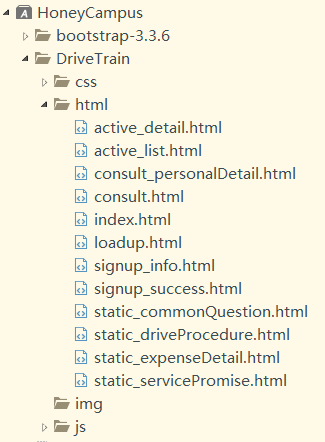 HoneyCampus
bootstrap-3.3.6
DriveTrain
css
html
active_detail.html
active_list.html
consult_personalDetail.html
consult.html
index.html
loadup.html
signup_info.html
signup_success.html
static_commonQuestion.html
static_driveProcedure.html
static_expenseDetail.html
static_servicePromise.html
img
js